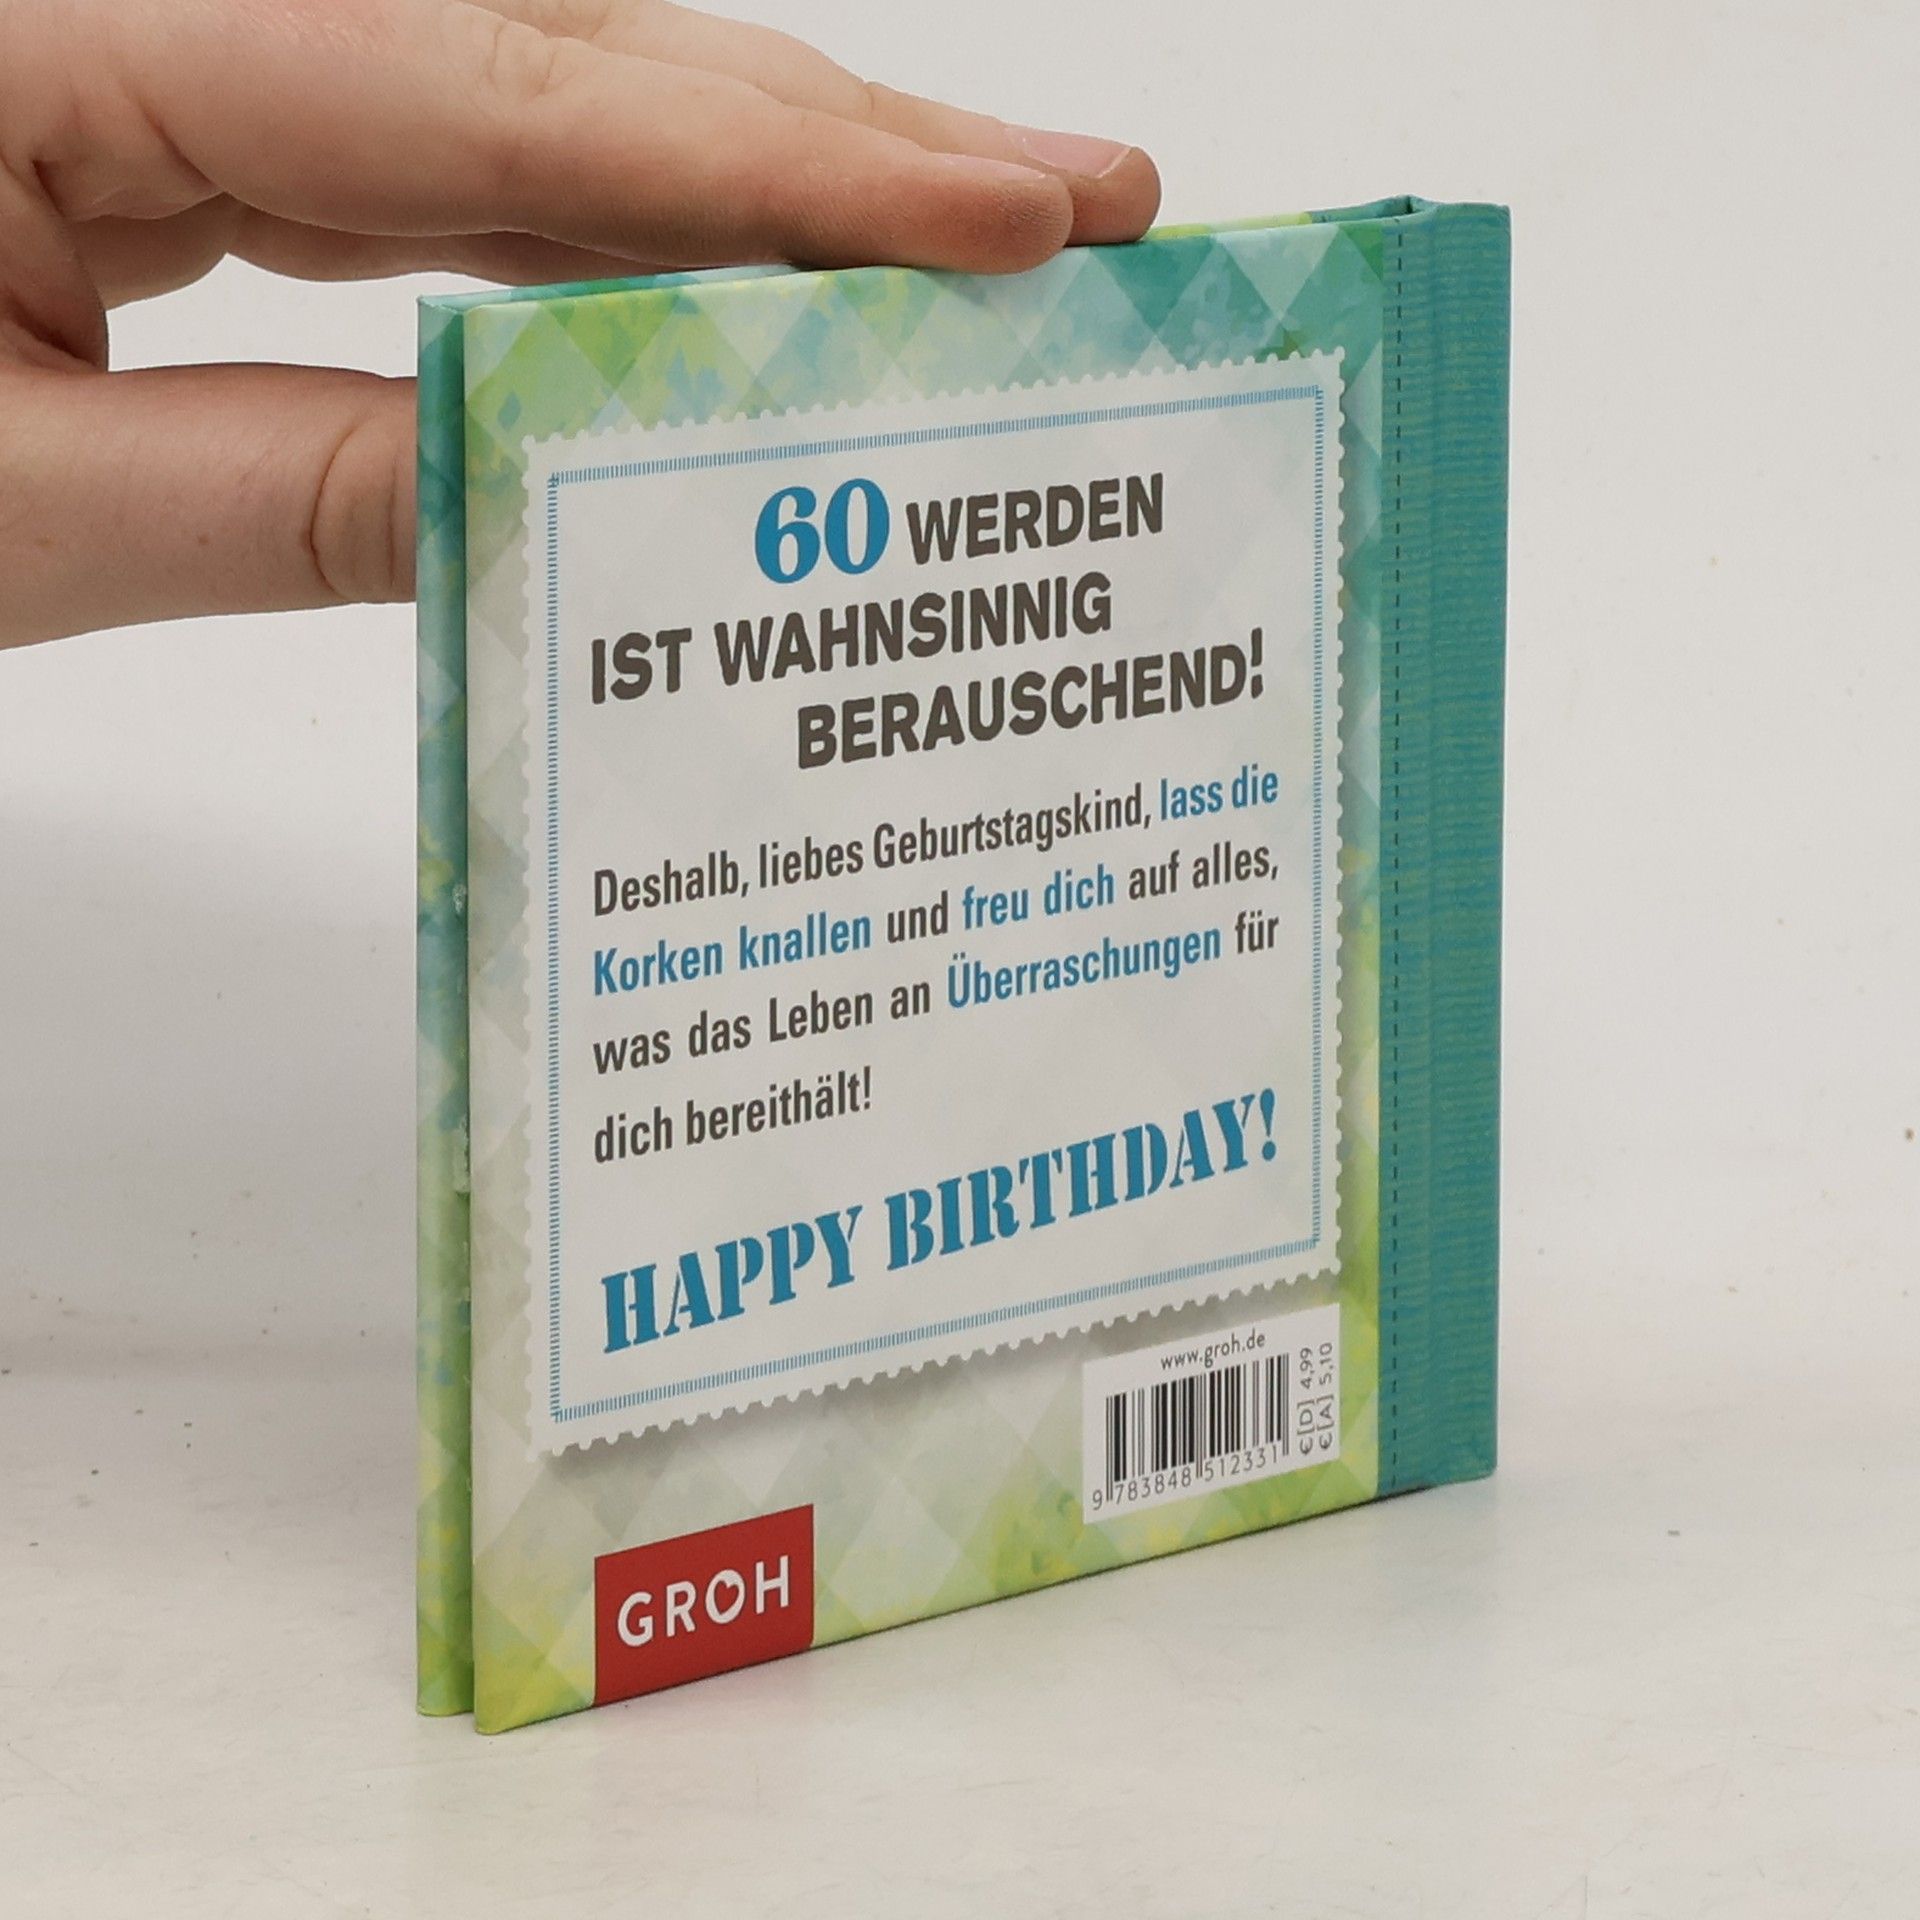 60 WERDEN
IST WAHNSINNIG
BERAUSCHEND!
Deshalb, liebes Geburtstagskind, lass die
Korken knallen und freu dich auf alles,
was das Leben an Überraschungen für
dich bereithält!
HAPPY BIRTHDAY!
www.groh.de
9 783848 512331
€[D] 4,99
€[A] 5,10
GROH